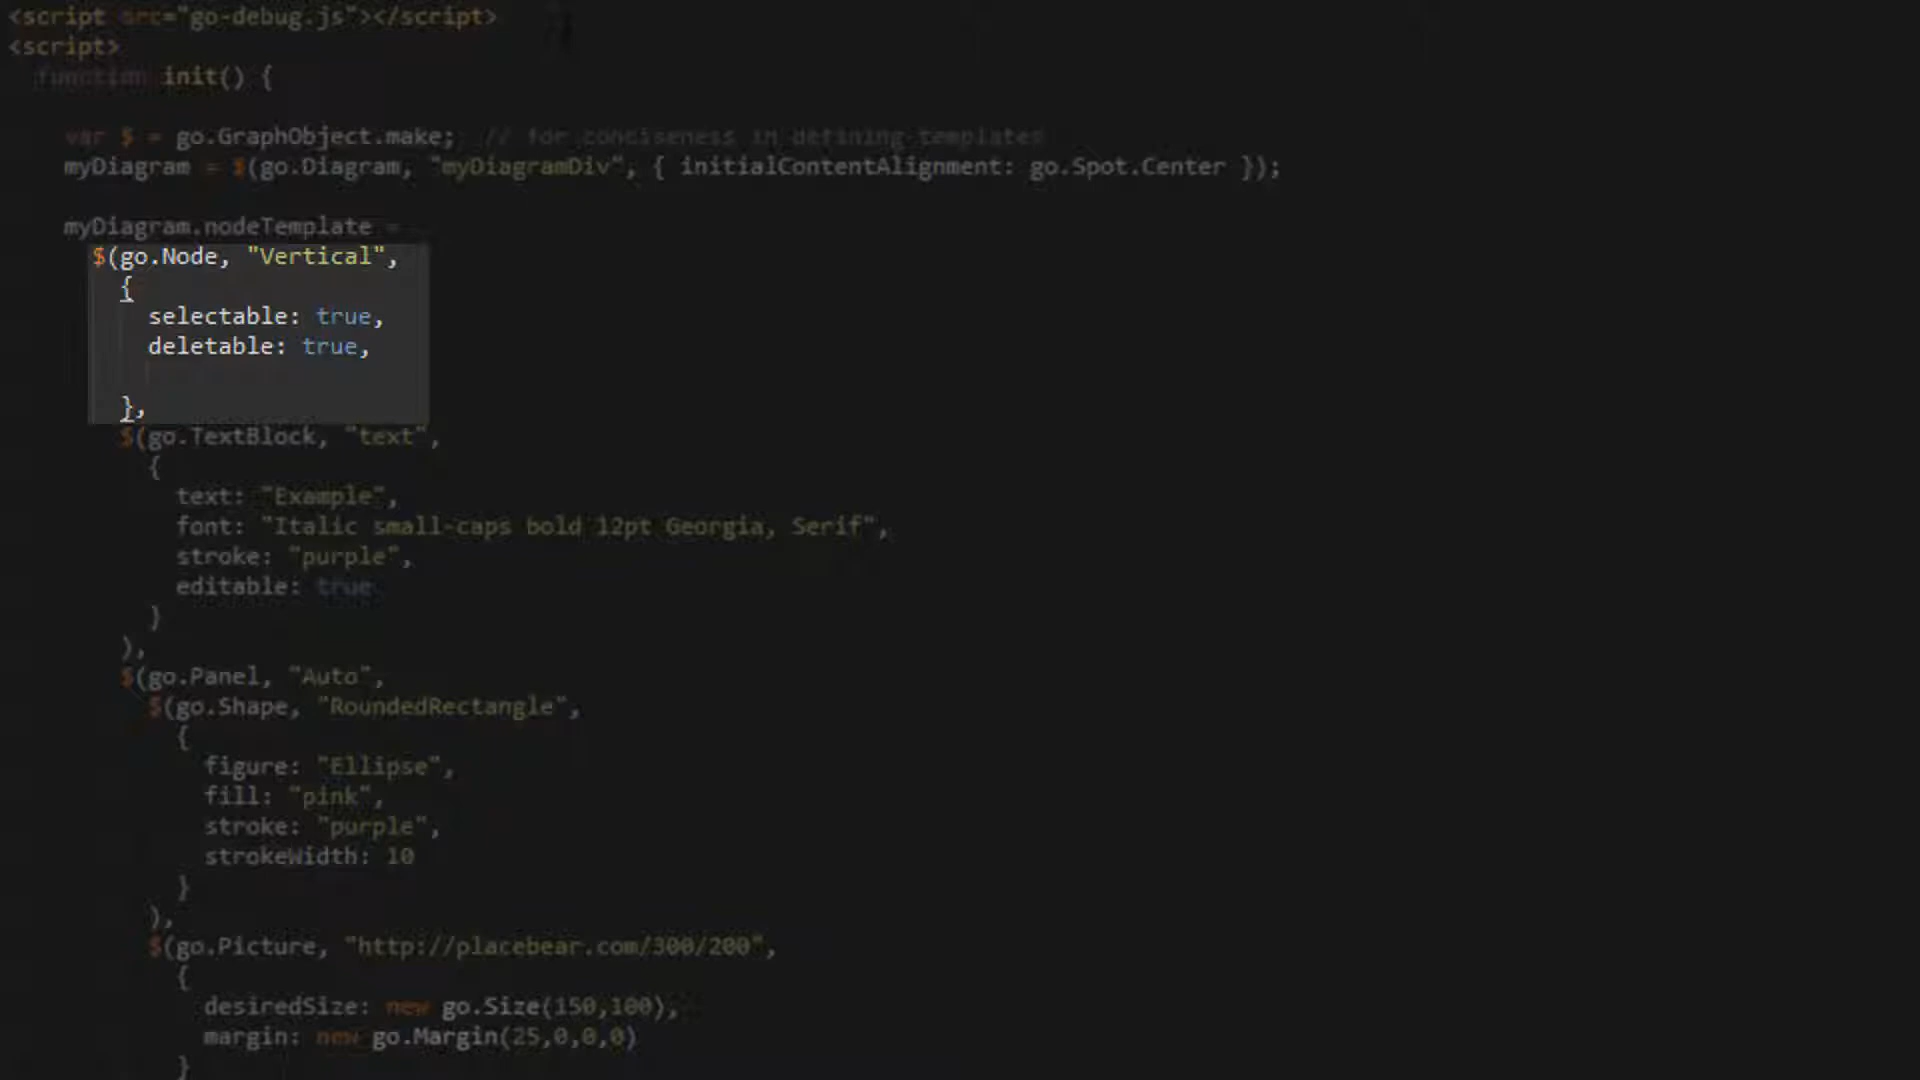 <script src="go-debug.js"></script>
<script>
function init() {
var $ = go.GraphObject.make; // for conciseness in defining templates
myDiagram = $(go.Diagram, "myDiagramDiv", { initialContentAlignment: go.Spot.Center });
myDiagram.nodeTemplate =
$(go.Node, "Vertical",
{
selectable: true,
deletable: true,
},
$(go.TextBlock, "text",
{
text: "Example",
font: "Italic small-caps bold 12pt Georgia, Serif",
stroke: "purple",
editable: true
}
),
$(go.Panel, "Auto",
$(go.Shape, "RoundedRectangle",
{
figure: "Ellipse",
fill: "pink",
stroke: "purple",
strokeWidth: 10
}
),
$(go.Picture, "http://placebear.com/300/200",
{
desiredSize: new go.Size(150,100),
margin: new go.Margin(25,0,0,0)
}